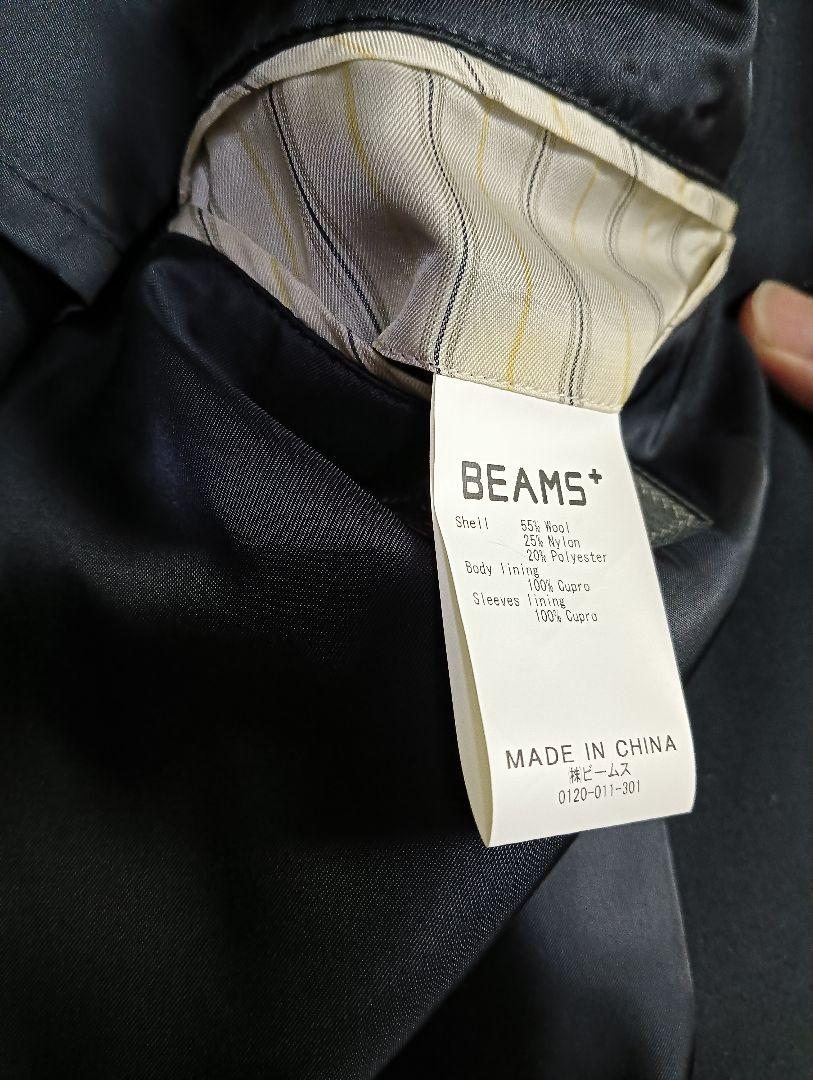 BEAMS+
Shell 55% Wool
25% Nylon
20% Polyester
Body lining
100% Cupro
Sleeves lining
100% Cupro
MADE IN CHINA
㈱ビームス
0120-011-301